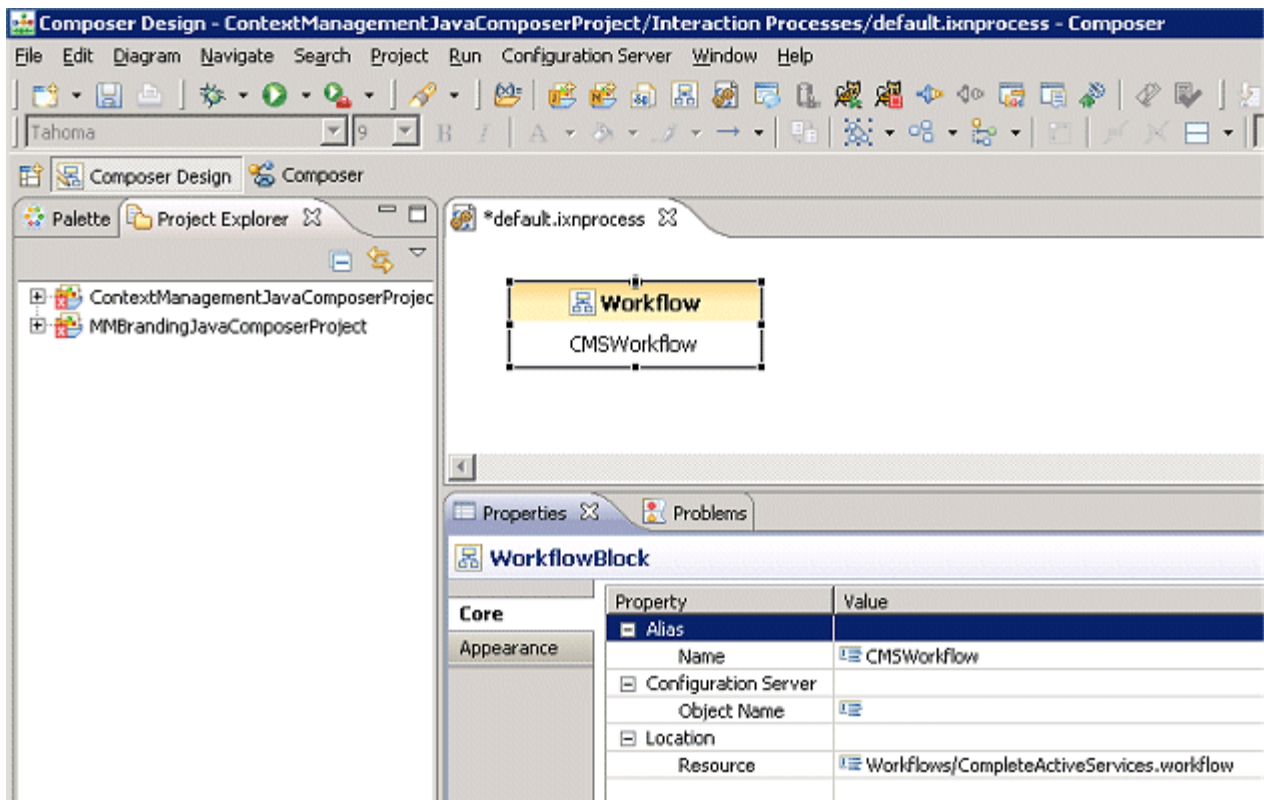 Composer Design - ContextManagementJavaComposerProject/Interaction Processes/default.ixnprocess - Composer
File Edit Diagram Navigate Search Project Run Configuration Server Window Help
Tahoma 9 B I A
Composer Design Composer
Palette Project Explorer
*default.ixnprocess
ContextManagementJavaComposerProjec
MMBrandingJavaComposerProject
Workflow
CMSWorkflow
Properties Problems
WorkflowBlock
Core
Appearance
Property Value
Alias
Name CMSWorkflow
Configuration Server
Object Name
Location
Resource Workflows/CompleteActiveServices.workflow